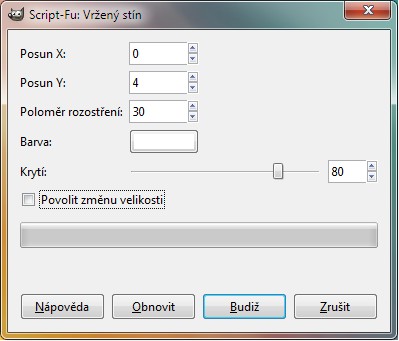 Script-Fu: Vržený stín
Posun X: 0
Posun Y: 4
Poloměr rozostření: 30
Barva:
Krytí: 80
Povolit změnu velikosti
Nápověda Obnovit Budiž Zrušit